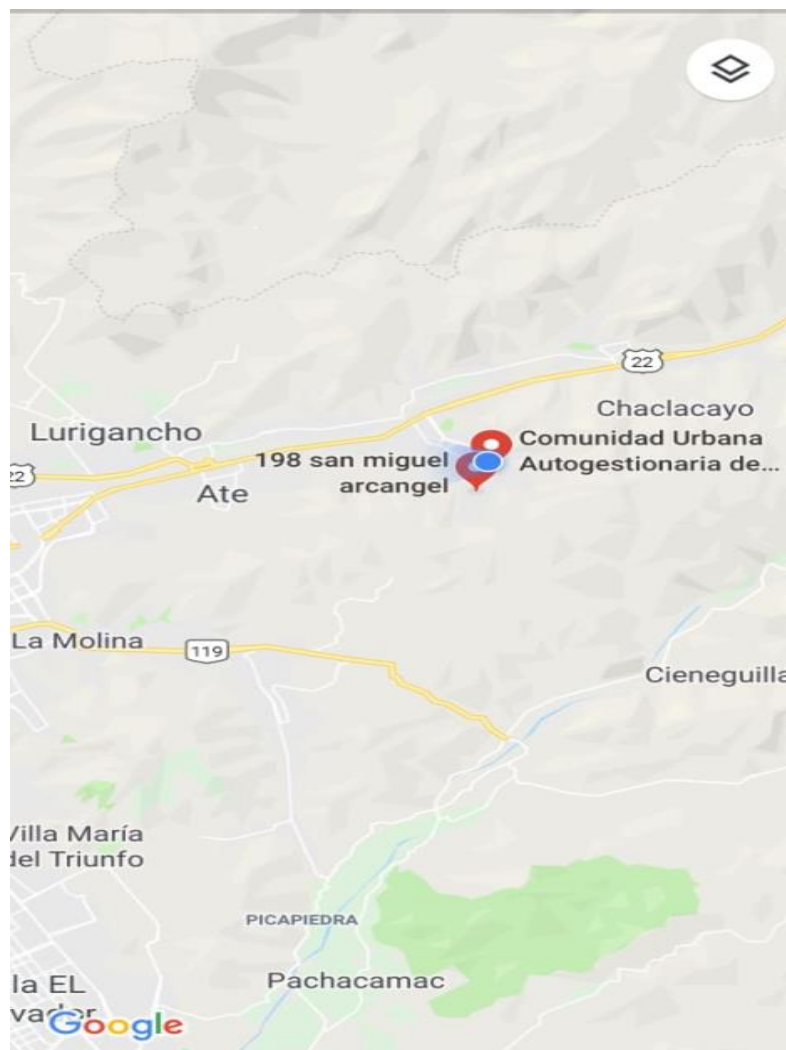 22
Chaclacayo
Lurigancho
Comunidad Urbana
Autogestionaria de...
198 san miguel
arcangel
22
Ate
La Molina
119
Cieneguilla
Villa María
del Triunfo
PICAPIEDRA
Pachacamac
la EL
vador
Google